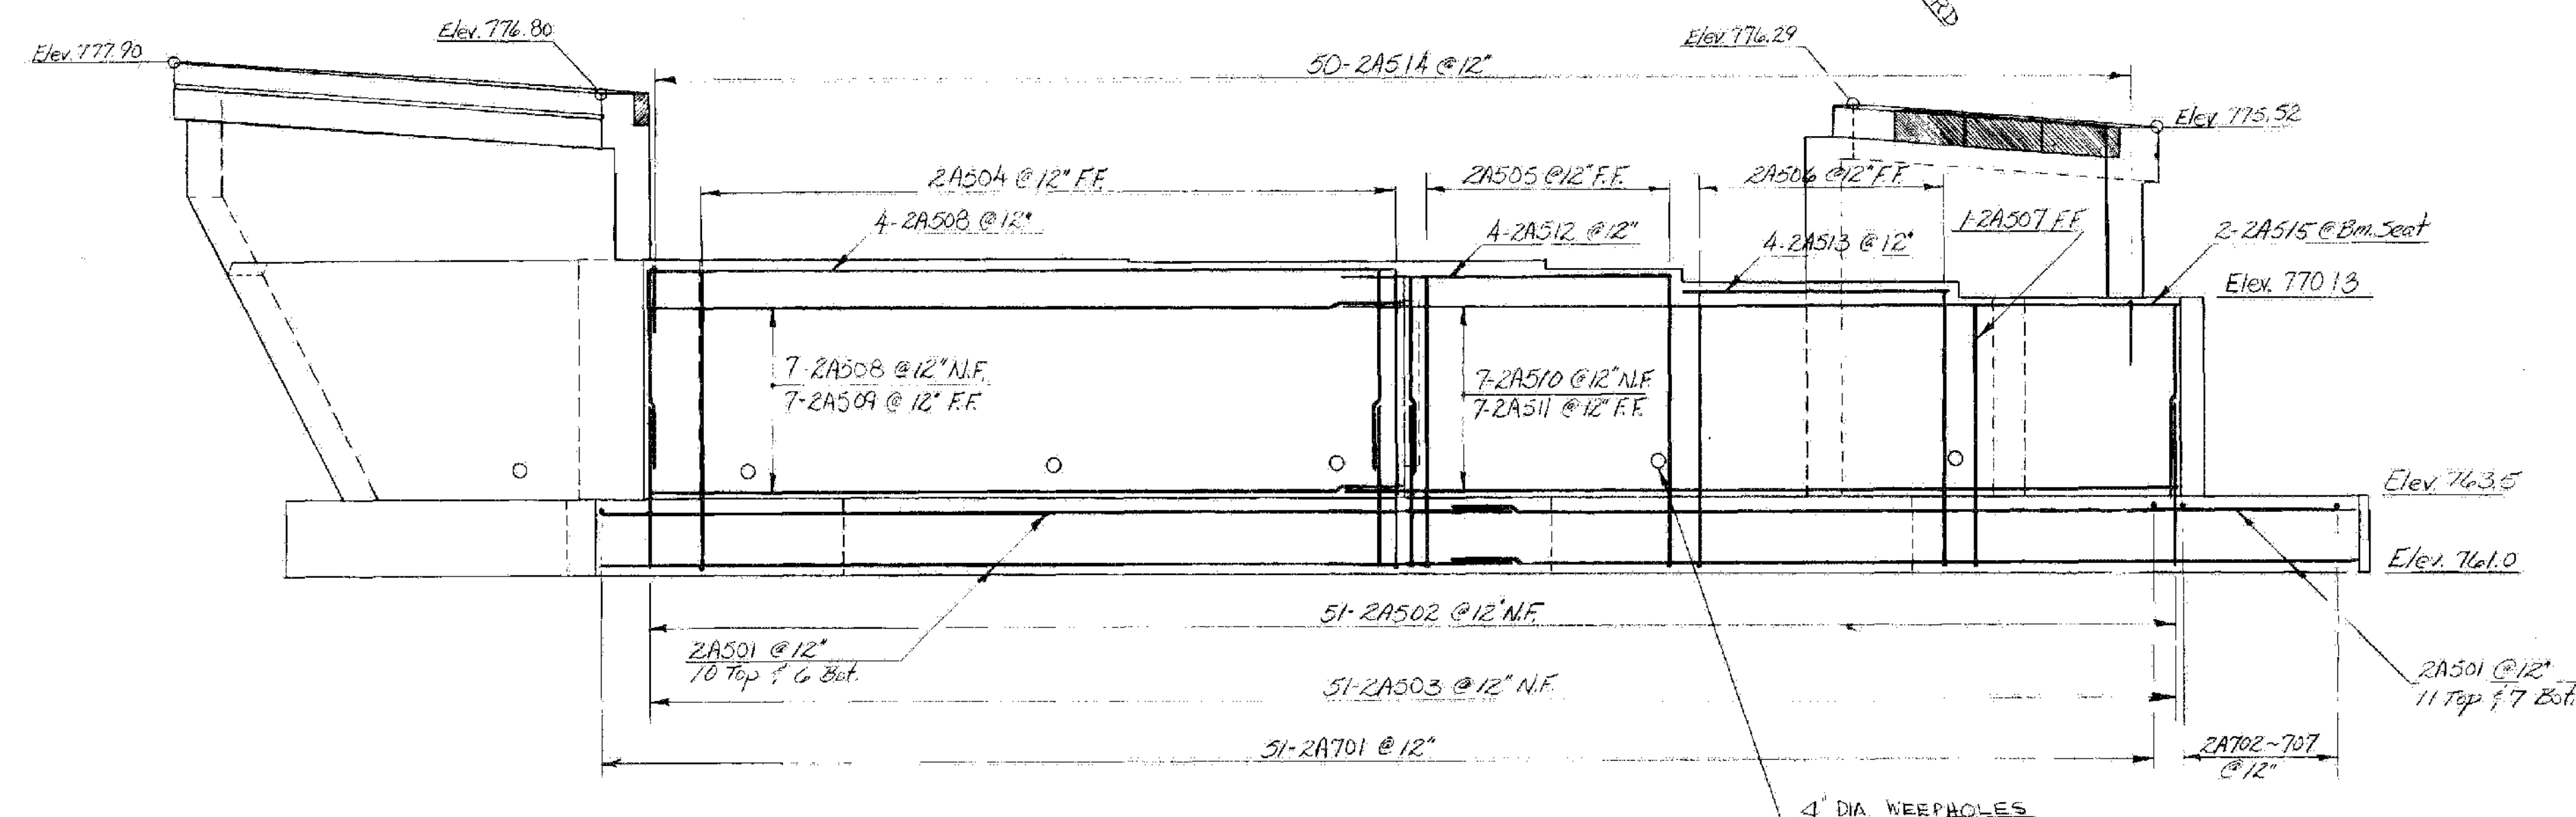 RD
Elev. 777.90
Elev. 776.80
Elev. 776.29
50-2A514 @ 12"
Elev. 775.52
2A504 @ 12" F.F.
2A505 @ 12" F.F.
2A506 @ 12" F.F.
4-2A508 @ 12"
4-2A512 @ 12"
4-2A513 @ 12"
1-2A507 F.F.
2-2A515 @ Bm. Seat
Elev. 770.13
7-2A508 @ 12" N.F.
7-2A509 @ 12" F.F.
7-2A510 @ 12" N.F.
7-2A511 @ 12" F.F.
Elev. 763.5
Elev. 761.0
51-2A502 @ 12" N.F.
2A501 @ 12"
10 Top & 6 Bot.
51-2A503 @ 12" N.F.
2A501 @ 12"
11 Top & 7 Bot.
51-2A701 @ 12"
2A702~707
@ 12"
4" DIA. WEEPHOLES